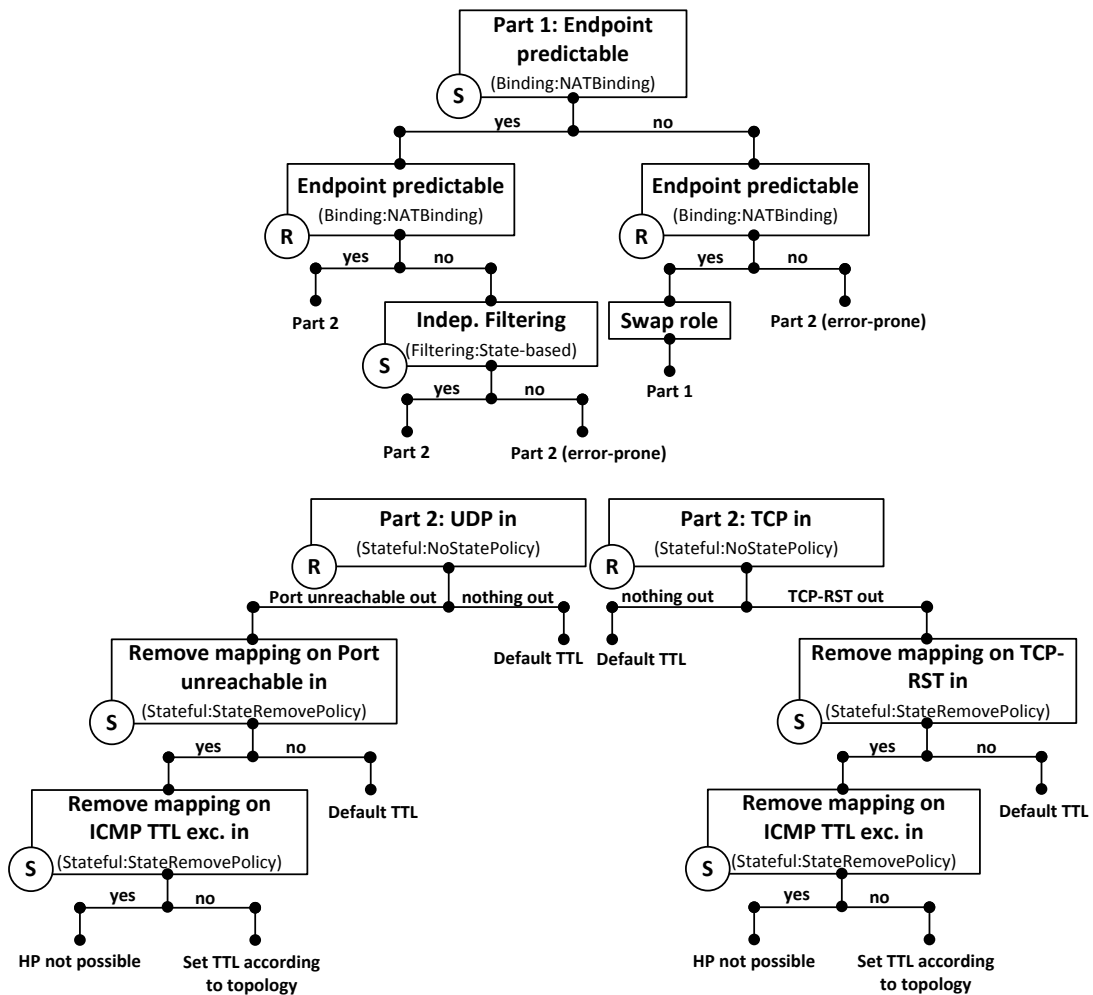 Part 1: Endpoint
predictable
(Binding:NATBinding)
S
yes
no
Endpoint predictable
(Binding:NATBinding)
R
Endpoint predictable
(Binding:NATBinding)
R
yes
no
yes
no
Part 2
Indep. Filtering
(Filtering:State-based)
S
Swap role
Part 2 (error-prone)
yes
no
Part 1
Part 2
Part 2 (error-prone)
Part 2: UDP in
(Stateful:NoStatePolicy)
R
Part 2: TCP in
(Stateful:NoStatePolicy)
R
Port unreachable out
nothing out
nothing out
TCP-RST out
Default TTL
Default TTL
Remove mapping on Port
unreachable in
(Stateful:StateRemovePolicy)
S
Remove mapping on TCP-
RST in
(Stateful:StateRemovePolicy)
S
yes
no
yes
no
Default TTL
Default TTL
Remove mapping on
ICMP TTL exc. in
(Stateful:StateRemovePolicy)
S
Remove mapping on
ICMP TTL exc. in
(Stateful:StateRemovePolicy)
S
yes
no
yes
no
HP not possible
Set TTL according
to topology
HP not possible
Set TTL according
to topology